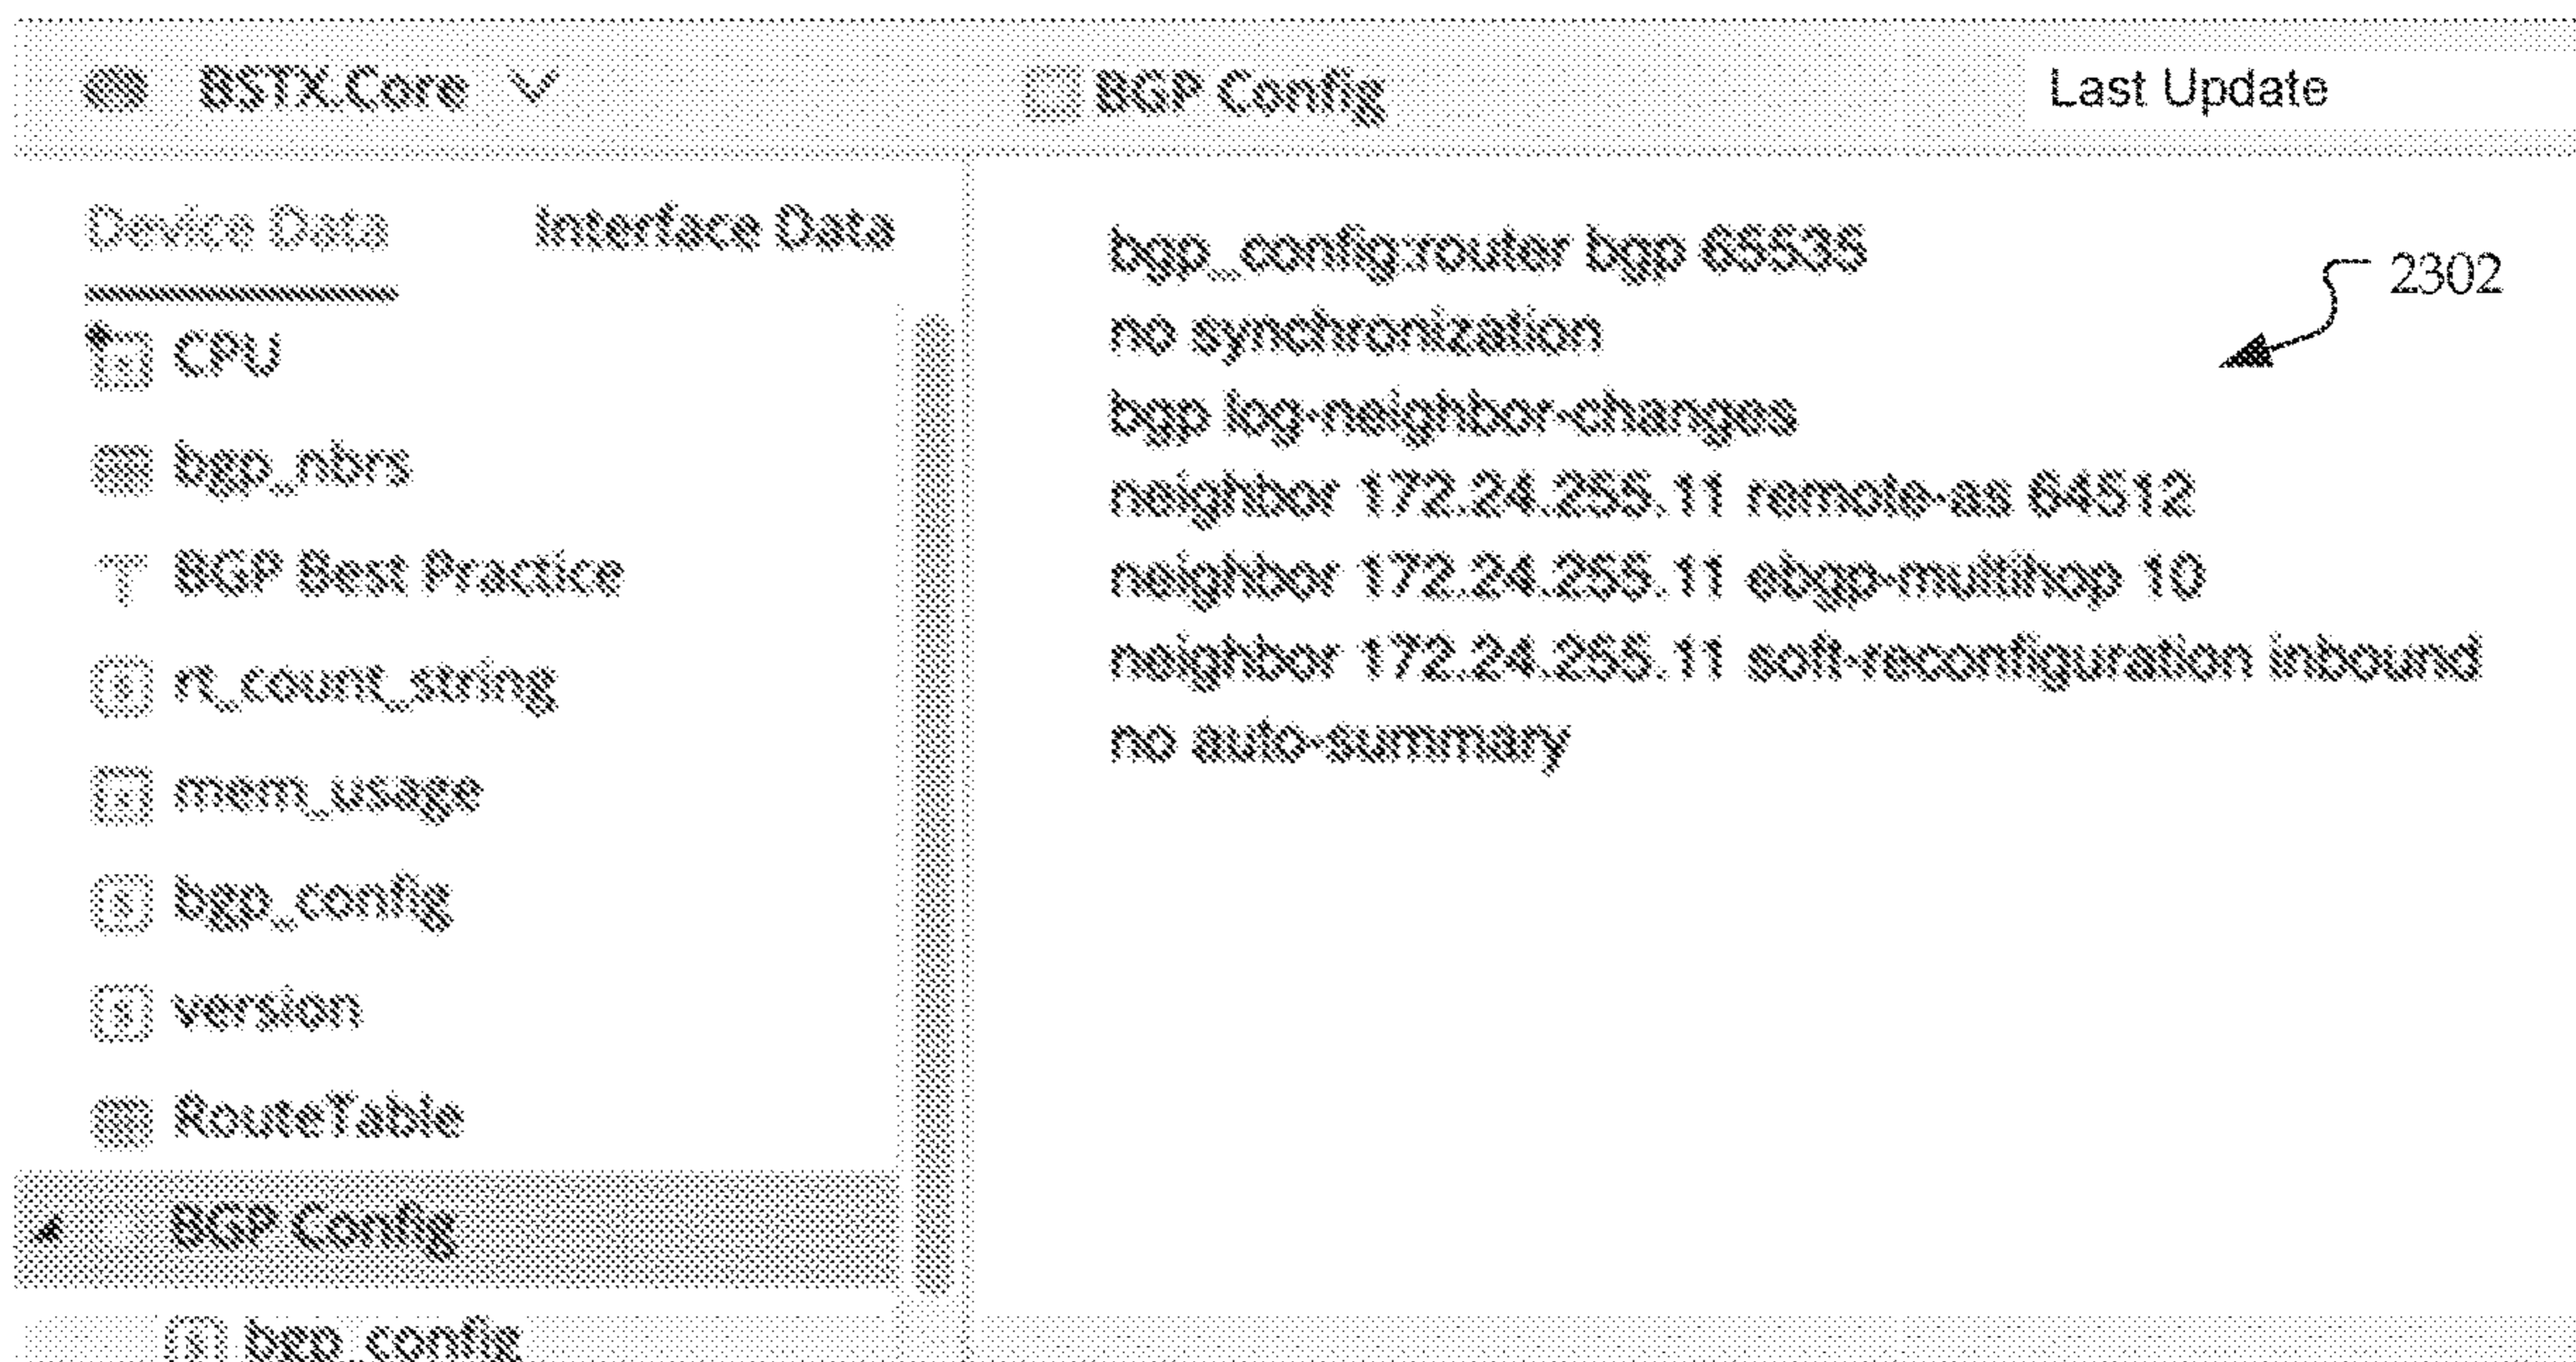 BSTX.Core
BGP Config
Last Update
Device Data
Interface Data
CPU
bgp_nbrs
BGP Best Practice
rt_count_string
mem_usage
bgp_config
version
RouteTable
BGP Config
bgp_config
bgp_config:router bgp 65535
no synchronization
bgp log-neighbor-changes
neighbor 172.24.255.11 remote-as 64512
neighbor 172.24.255.11 ebgp-multihop 10
neighbor 172.24.255.11 soft-reconfiguration inbound
no auto-summary
2302